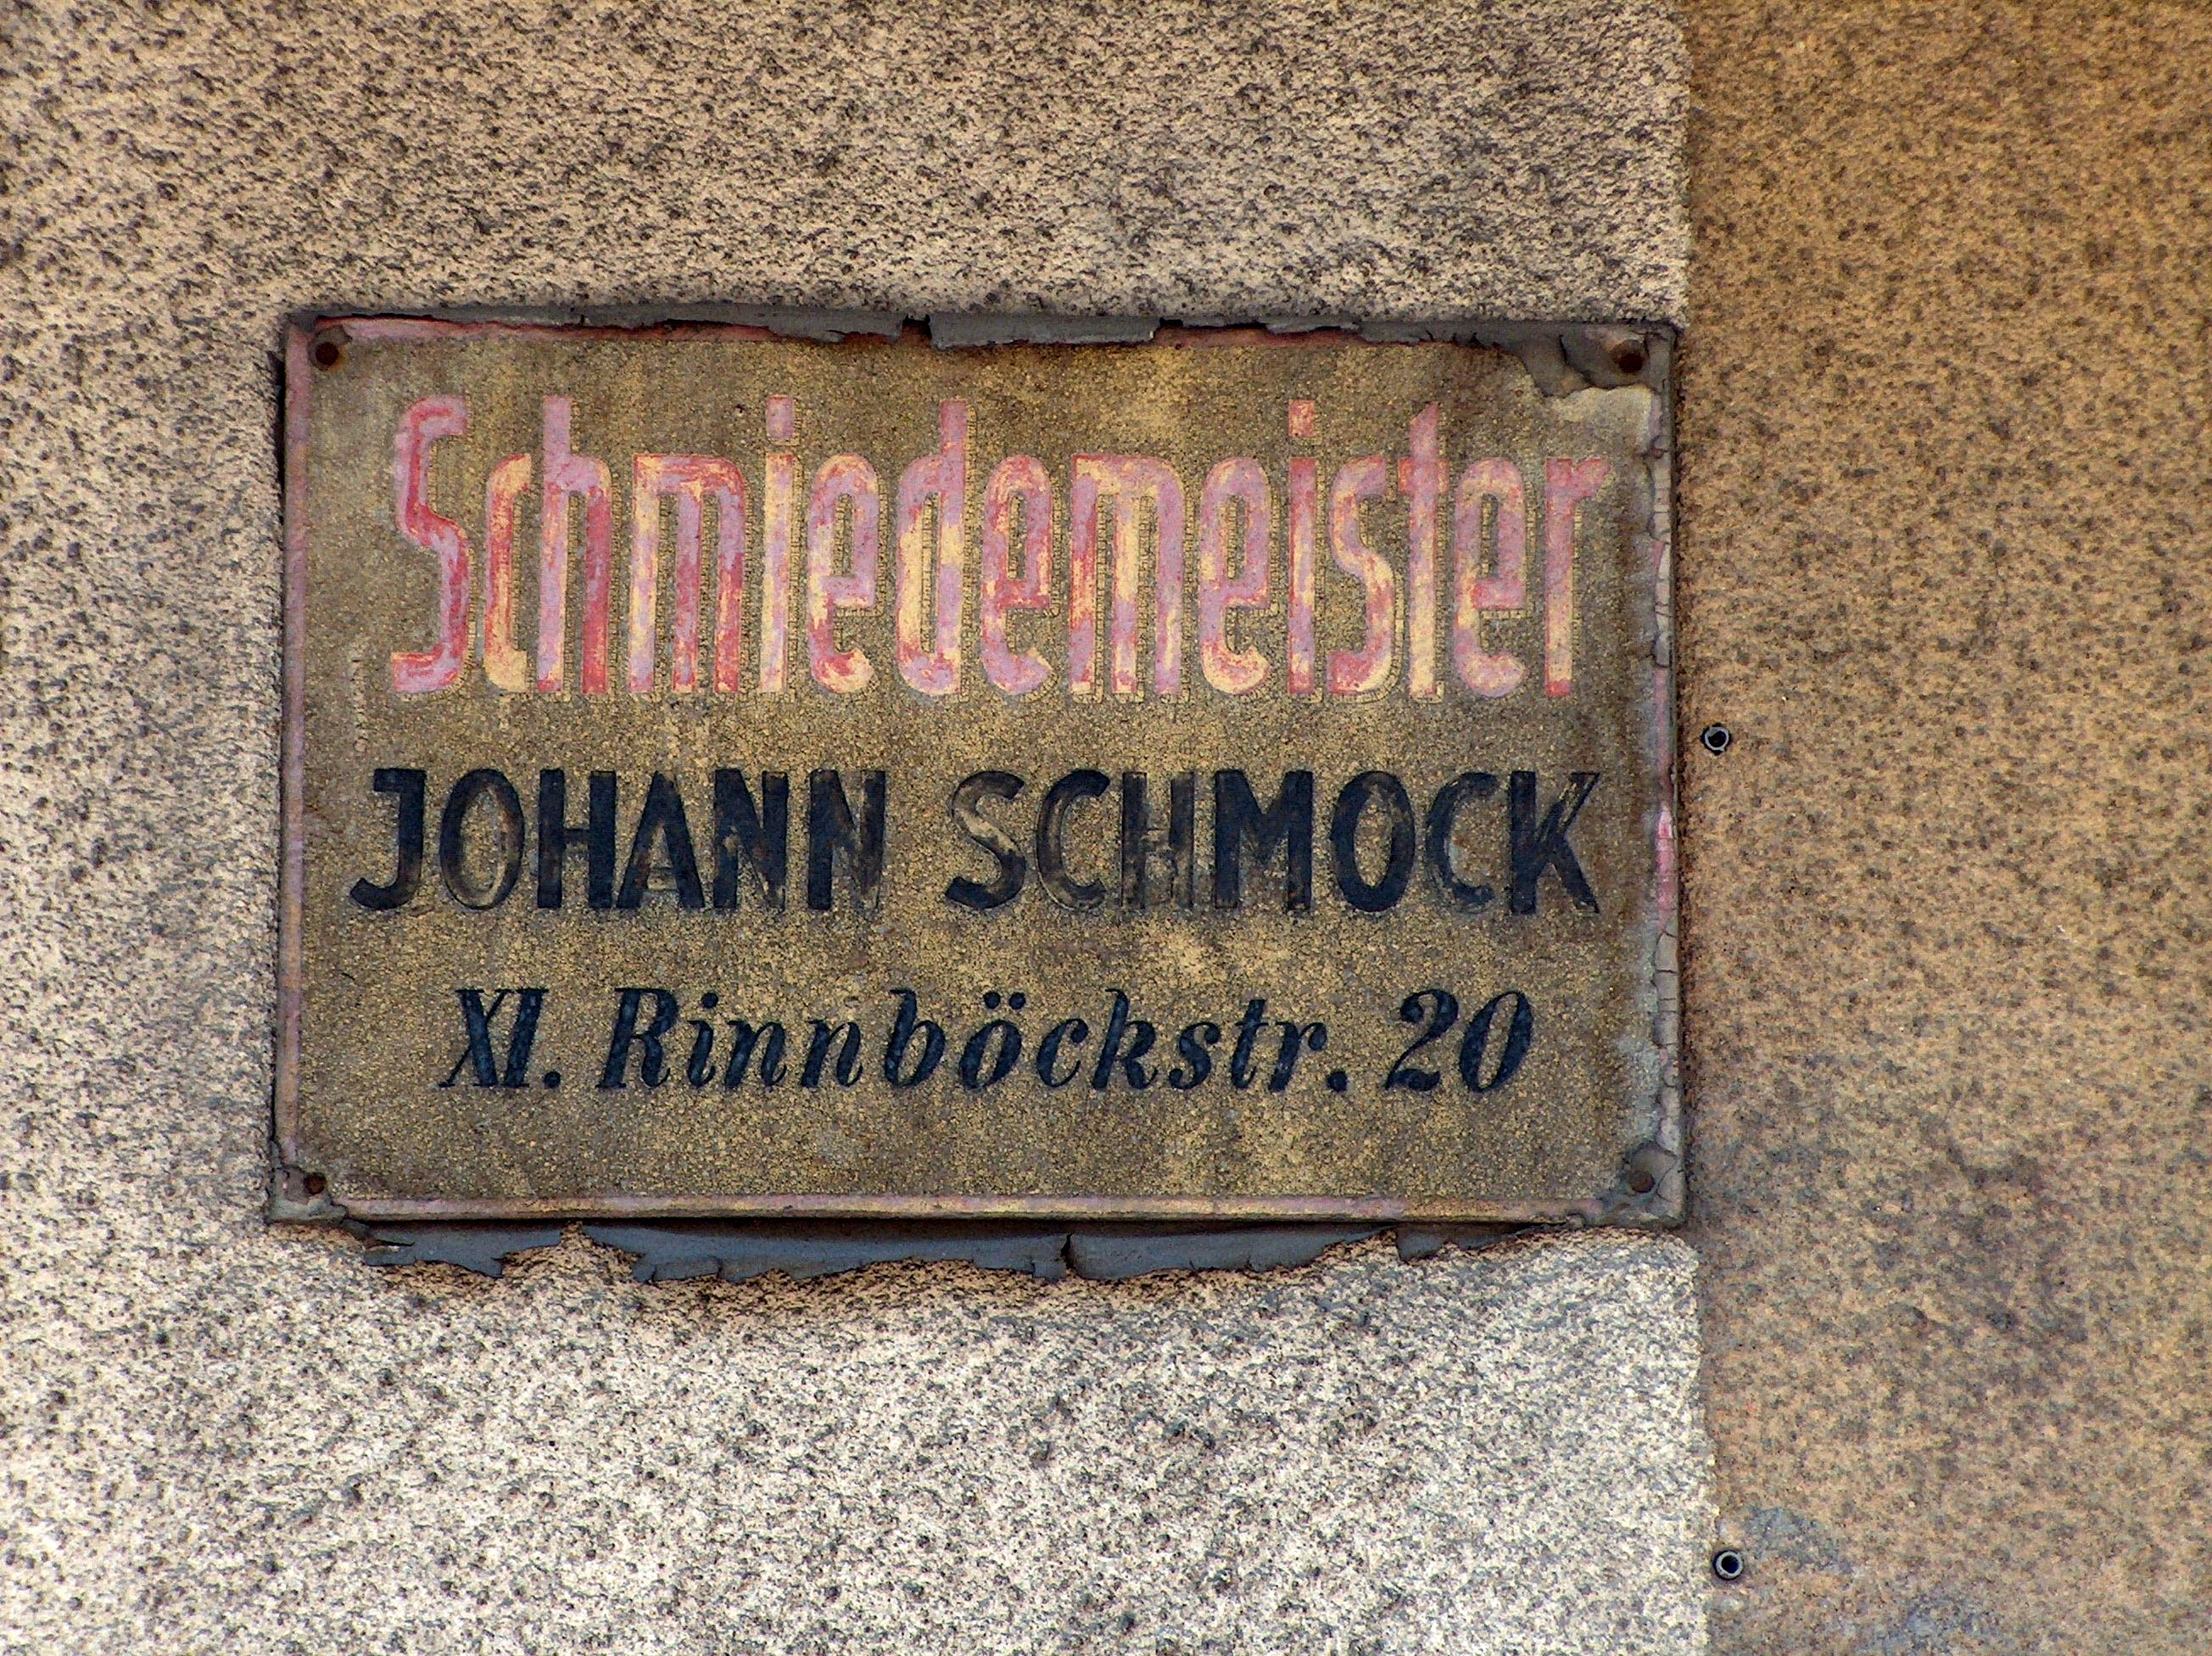 Schmiedemeister
JOHANN SCHMOCK
XI. Rinnböckstr. 20